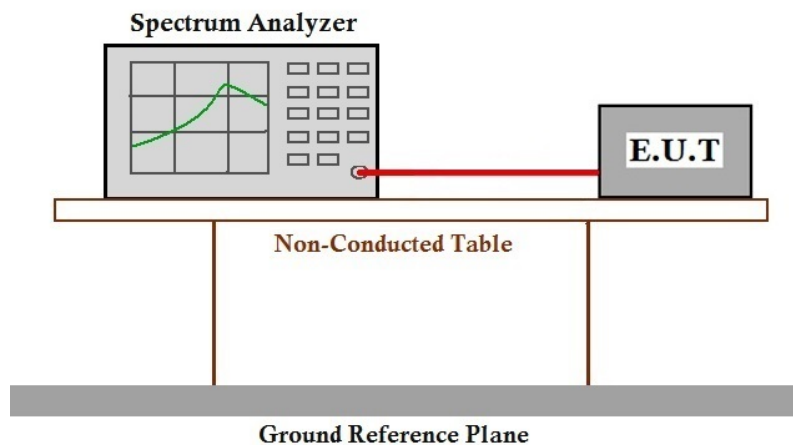 Spectrum Analyzer
E.U.T
Non-Conducted Table
Ground Reference Plane